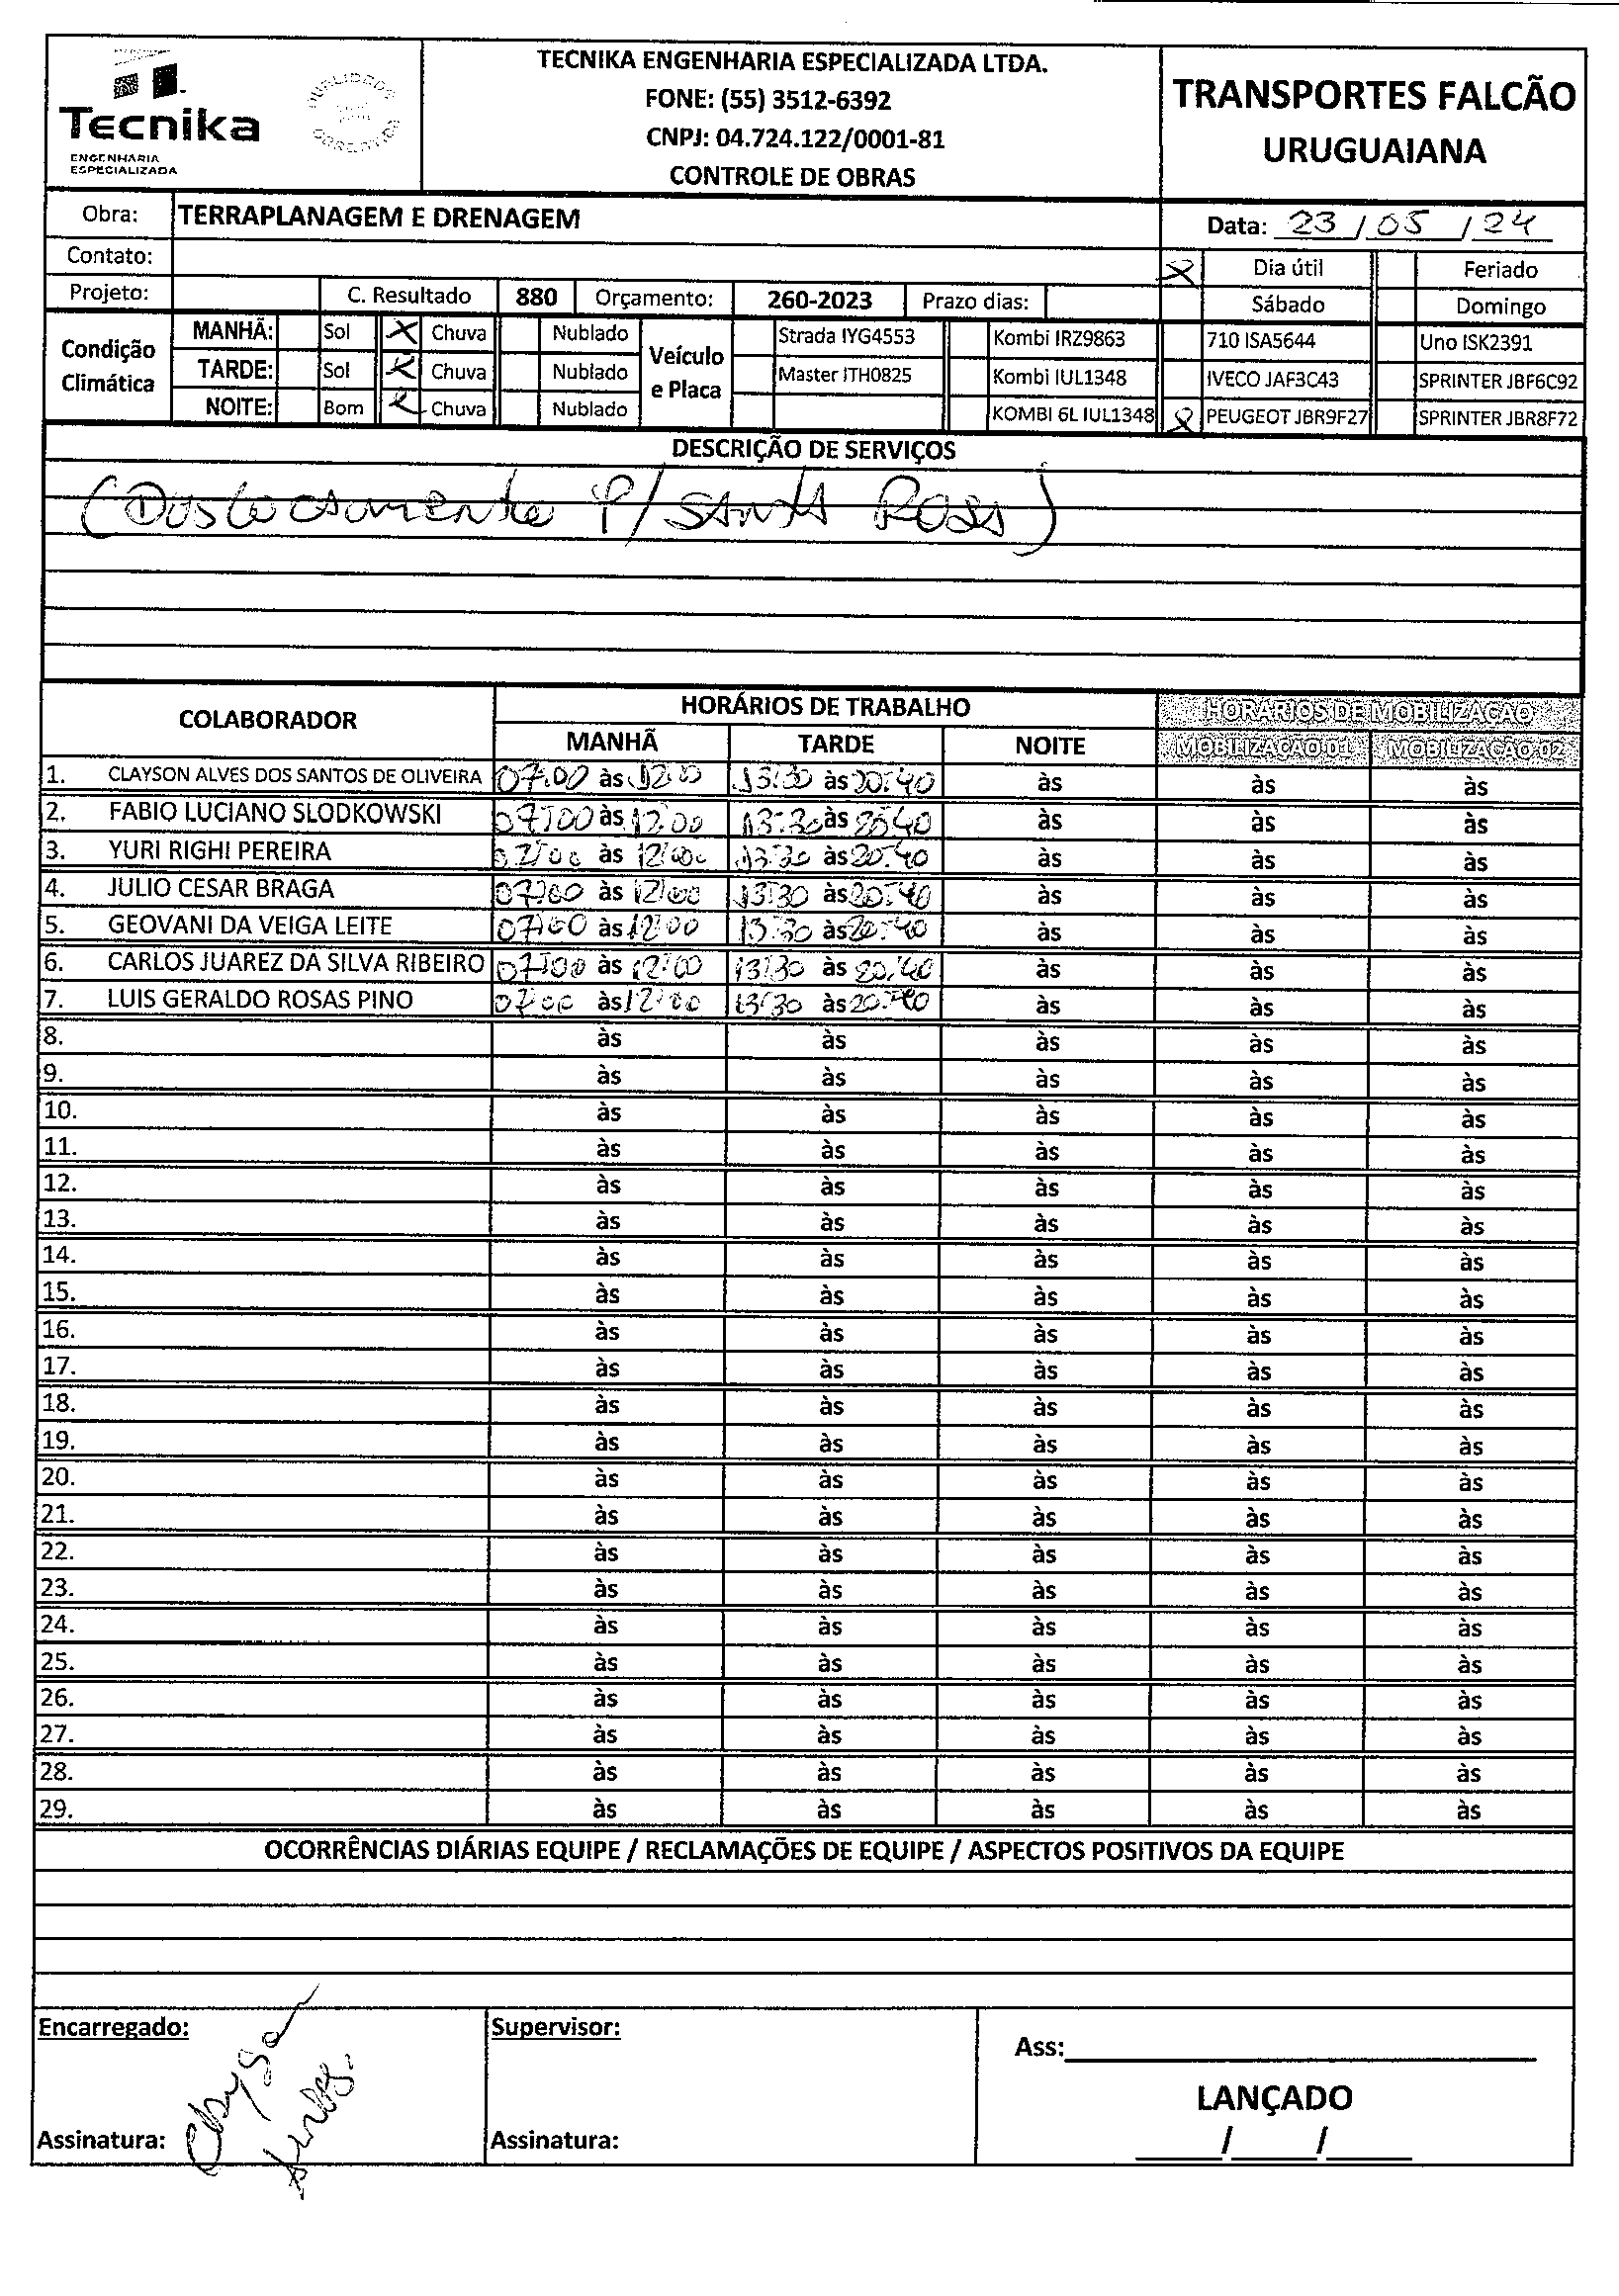 Tecnika
ENGENHARIA
ESPECIALIZADA
TECNIKA ENGENHARIA ESPECIALIZADA LTDA.
FONE: (55) 3512-6392
CNPJ: 04.724.122/0001-81
CONTROLE DE OBRAS
TRANSPORTES FALCÃO
URUGUAIANA
Obra: TERRAPLANAGEM E DRENAGEM
Data: 23/05/24
Contato:
X Dia útil Feriado
Projeto: C. Resultado 880 Orçamento: 260-2023 Prazo dias:
Sábado Domingo
Condição Climática
MANHÃ: Sol X Chuva Nublado
TARDE: Sol X Chuva Nublado
NOITE: Bom X Chuva Nublado
Veículo e Placa
Strada IYG4553 Kombi IRZ9863 710 ISA5644 Uno ISK2391
Master ITH0825 Kombi IUL1348 IVECO JAF3C43 SPRINTER JBF6C92
KOMBI 6L IUL1348 X PEUGEOT JBR9F27 SPRINTER JBR8F72
DESCRIÇÃO DE SERVIÇOS
(Deslocamento P/ Santa Rosa)
COLABORADOR HORÁRIOS DE TRABALHO HORÁRIOS DE MOBILIZAÇÃO
MANHÃ TARDE NOITE MOBILIZAÇÃO 01 MOBILIZAÇÃO 02
1. CLAYSON ALVES DOS SANTOS DE OLIVEIRA 07:00 às 12:00 13:30 às 20:40 às às às
2. FABIO LUCIANO SLODKOWSKI 07:00 às 12:00 13:30 às 20:40 às às às
3. YURI RIGHI PEREIRA 07:00 às 12:00 13:30 às 20:40 às às às
4. JULIO CESAR BRAGA 07:00 às 12:00 13:30 às 20:40 às às às
5. GEOVANI DA VEIGA LEITE 07:00 às 12:00 13:30 às 20:40 às às às
6. CARLOS JUAREZ DA SILVA RIBEIRO 07:00 às 12:00 13:30 às 20:40 às às às
7. LUIS GERALDO ROSAS PINO 07:00 às 12:00 13:30 às 20:40 às às às
8. às às às às às
9. às às às às às
10. às às às às às
11. às às às às às
12. às às às às às
13. às às às às às
14. às às às às às
15. às às às às às
16. às às às às às
17. às às às às às
18. às às às às às
19. às às às às às
20. às às às às às
21. às às às às às
22. às às às às às
23. às às às às às
24. às às às às às
25. às às às às às
26. às às às às às
27. às às às às às
28. às às às às às
29. às às às às às
OCORRÊNCIAS DIÁRIAS EQUIPE / RECLAMAÇÕES DE EQUIPE / ASPECTOS POSITIVOS DA EQUIPE
Encarregado: Supervisor: Ass:
LANÇADO
Assinatura: Assinatura: / /